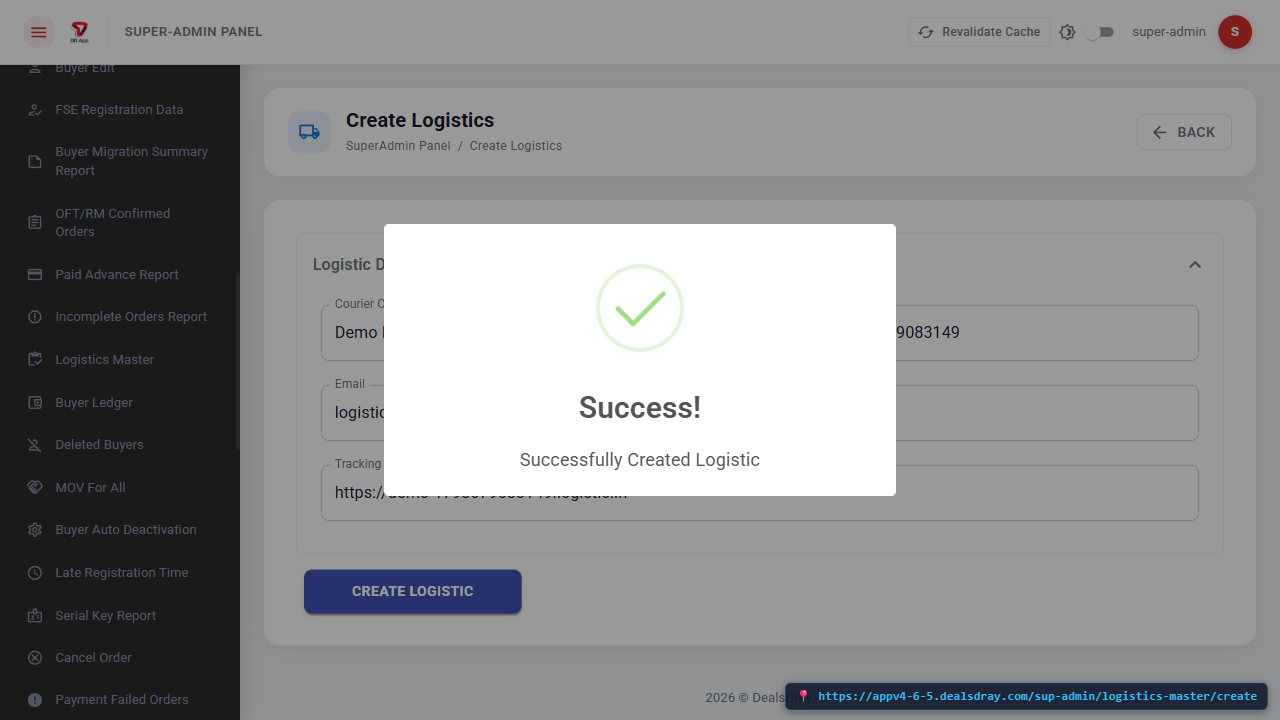 SUPER-ADMIN PANEL
Revalidate Cache
super-admin
S
Buyer Edit
FSE Registration Data
Buyer Migration Summary
Report
OFT/RM Confirmed
Orders
Paid Advance Report
Incomplete Orders Report
Logistics Master
Buyer Ledger
Deleted Buyers
MOV For All
Buyer Auto Deactivation
Late Registration Time
Serial Key Report
Cancel Order
Payment Failed Orders
Create Logistics
SuperAdmin Panel / Create Logistics
BACK
Logistic
Courier
Demo
9083149
Email
Tracking
https://
Success!
Successfully Created Logistic
CREATE LOGISTIC
2026 ©
📍 https://appv4-6-5.dealsdray.com/sup-admin/logistics-master/create